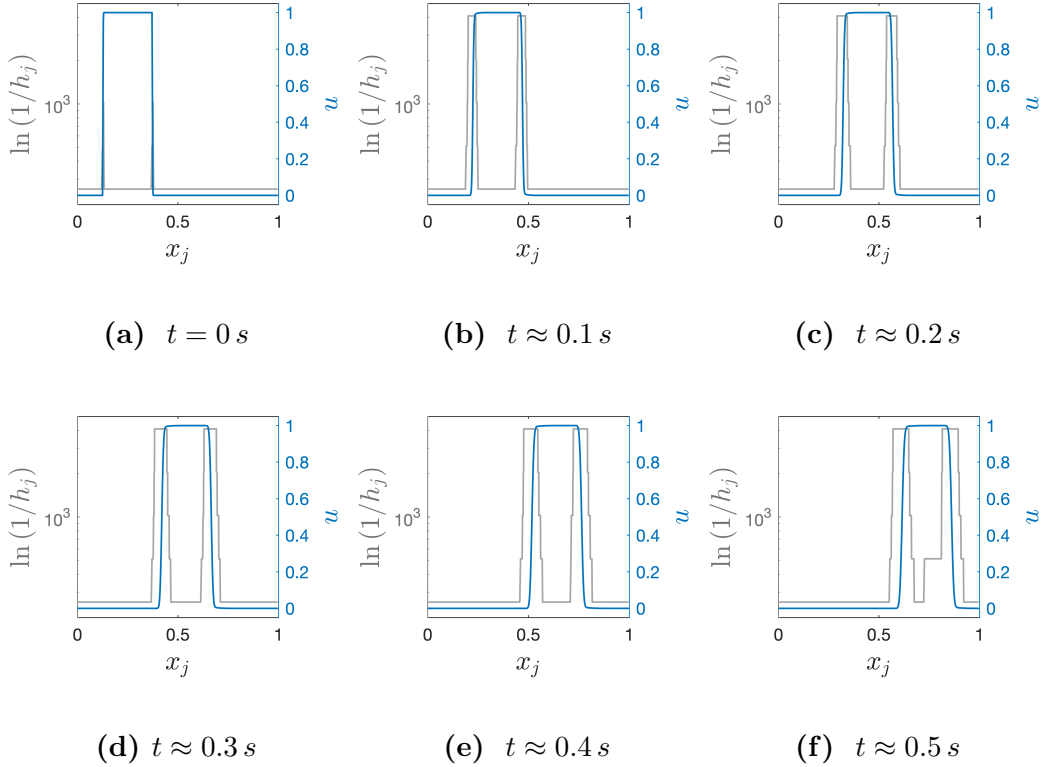 ln (1/h_j)
10^3
1
0.8
0.6
0.4
0.2
0
u
0 0.5 1
x_j
(a) t = 0 s
ln (1/h_j)
10^3
1
0.8
0.6
0.4
0.2
0
u
0 0.5 1
x_j
(b) t ≈ 0.1 s
ln (1/h_j)
10^3
1
0.8
0.6
0.4
0.2
0
u
0 0.5 1
x_j
(c) t ≈ 0.2 s
ln (1/h_j)
10^3
1
0.8
0.6
0.4
0.2
0
u
0 0.5 1
x_j
(d) t ≈ 0.3 s
ln (1/h_j)
10^3
1
0.8
0.6
0.4
0.2
0
u
0 0.5 1
x_j
(e) t ≈ 0.4 s
ln (1/h_j)
10^3
1
0.8
0.6
0.4
0.2
0
u
0 0.5 1
x_j
(f) t ≈ 0.5 s